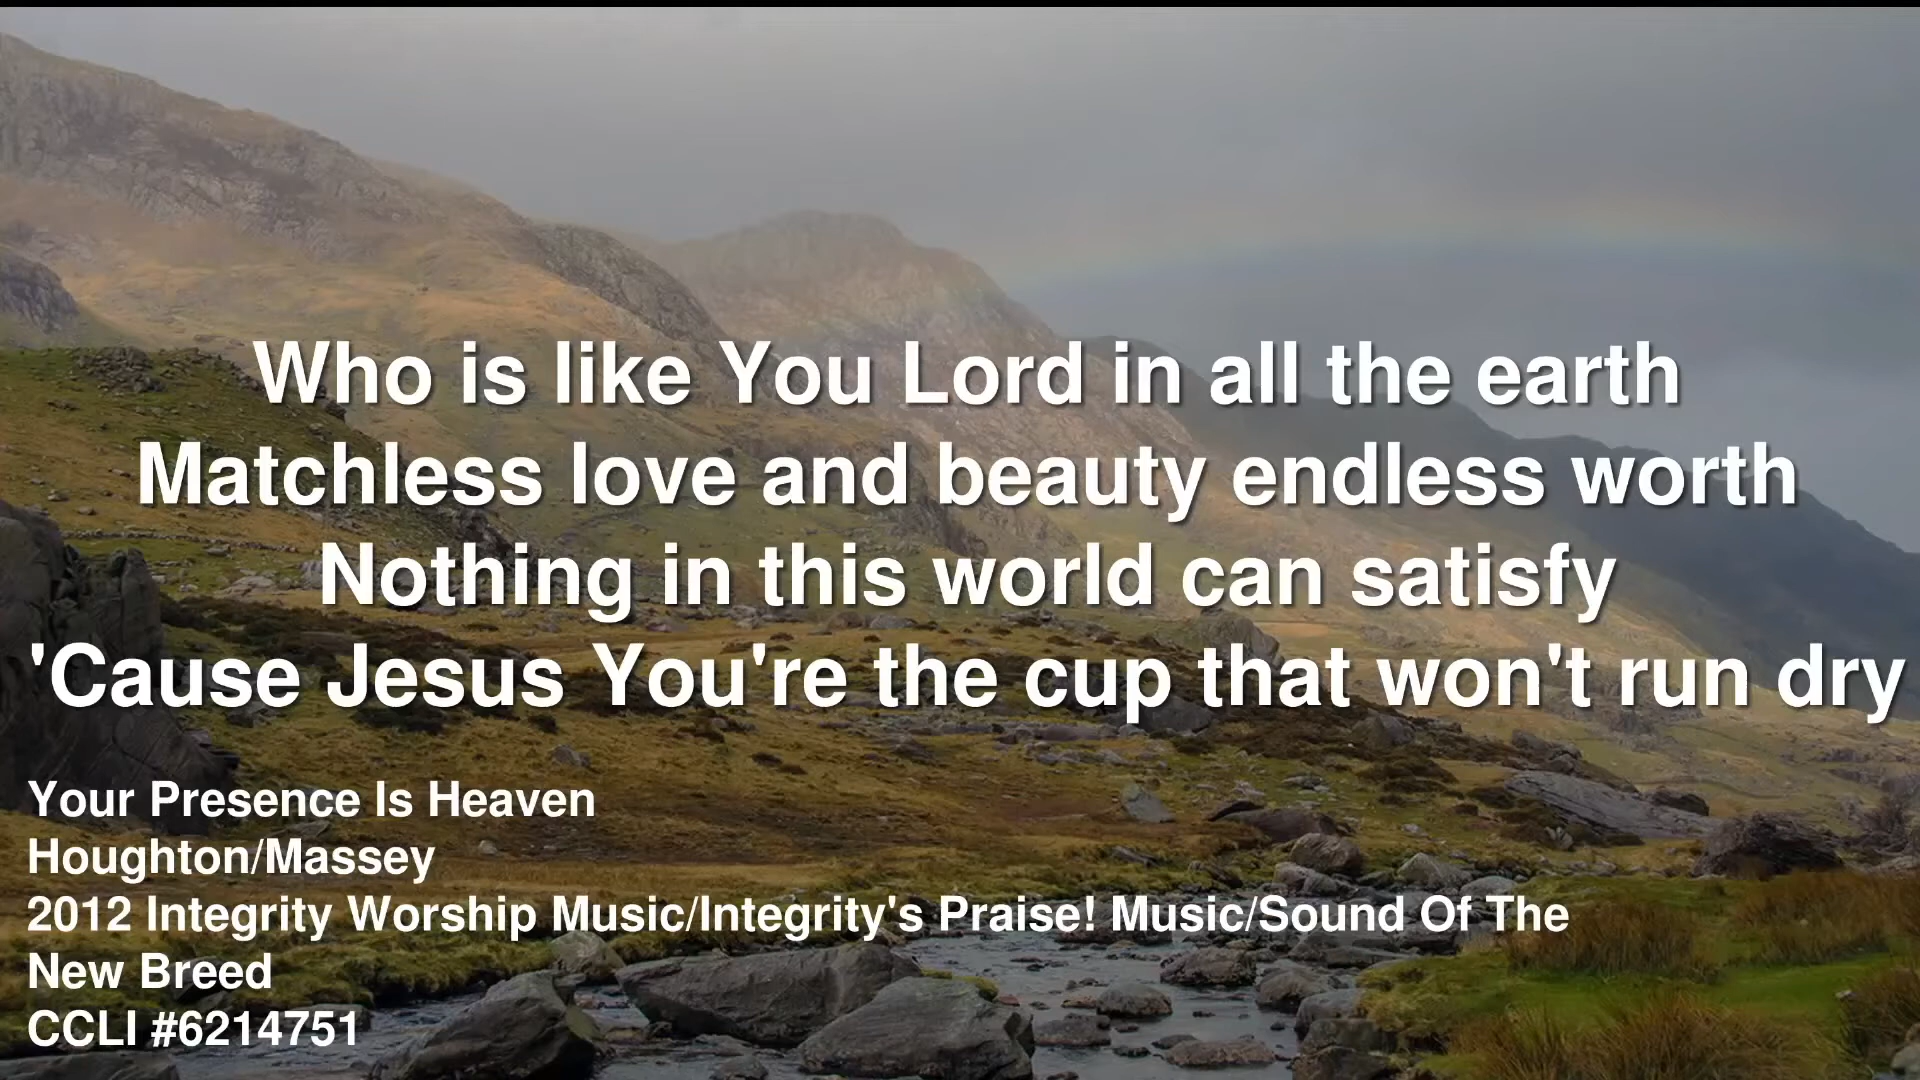 Who is like You Lord in all the earth
Matchless love and beauty endless worth
Nothing in this world can satisfy
'Cause Jesus You're the cup that won't run dry
Your Presence Is Heaven
Houghton/Massey
2012 Integrity Worship Music/Integrity's Praise! Music/Sound Of The
New Breed
CCLI #6214751